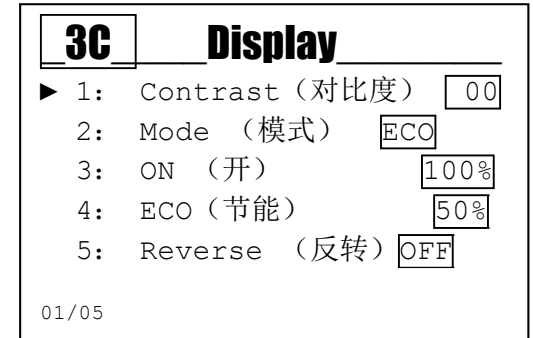 3C Display
► 1: Contrast（对比度） 00
2: Mode （模式） ECO
3: ON （开） 100%
4: ECO（节能） 50%
5: Reverse （反转）OFF
01/05